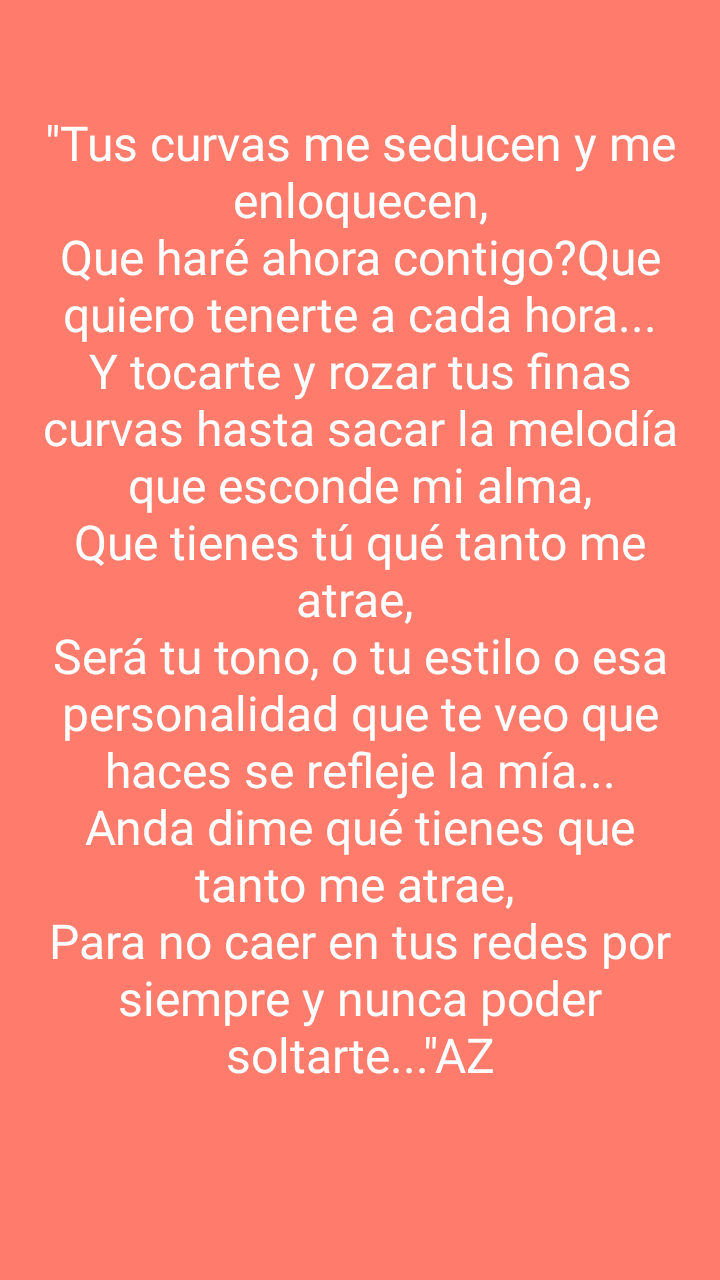 "Tus curvas me seducen y me
enloquecen,
Que haré ahora contigo?Que
quiero tenerte a cada hora...
Y tocarte y rozar tus finas
curvas hasta sacar la melodía
que esconde mi alma,
Que tienes tú qué tanto me
atrae,
Será tu tono, o tu estilo o esa
personalidad que te veo que
haces se refleje la mía...
Anda dime qué tienes que
tanto me atrae,
Para no caer en tus redes por
siempre y nunca poder
soltarte..."AZ